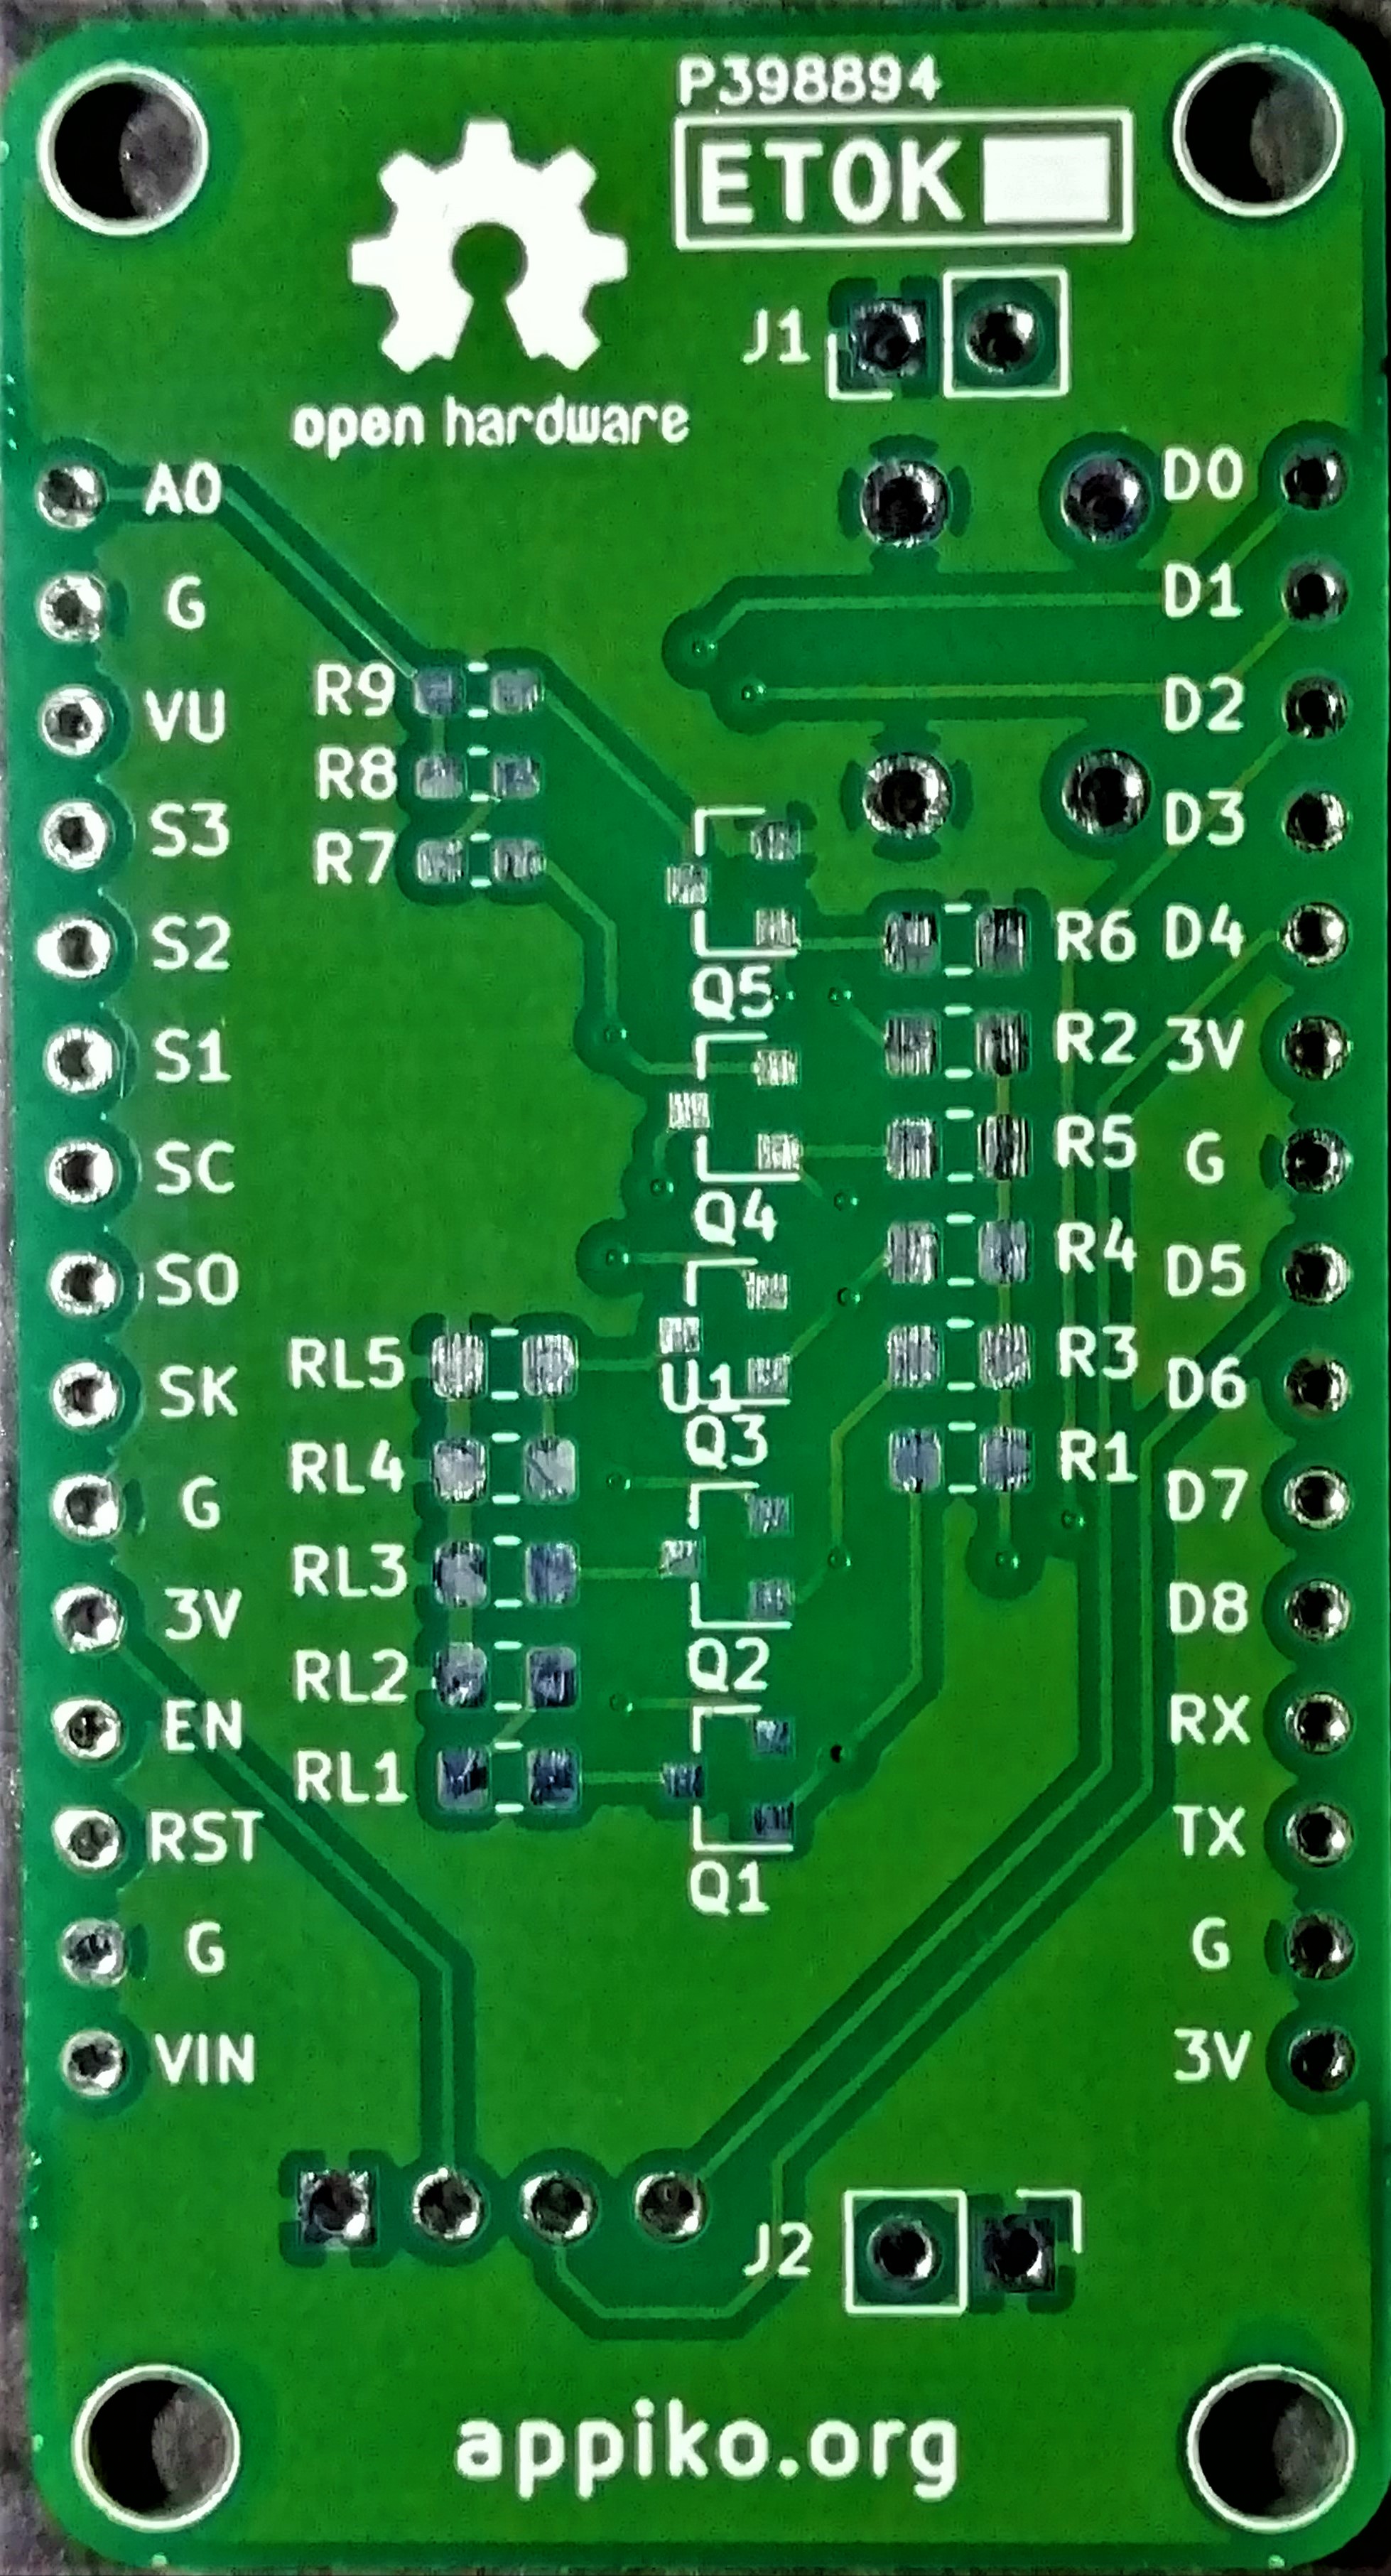 P398894
ETOK
J1
open hardware
A0
G
VU
S3
S2
S1
SC
SO
SK
G
3V
EN
RST
G
VIN
R9
R8
R7
RL5
RL4
RL3
RL2
RL1
Q5
Q4
U1
Q3
Q2
Q1
R6
R2
R5
R4
R3
R1
D0
D1
D2
D3
D4
3V
G
D5
D6
D7
D8
RX
TX
G
3V
J2
appiko.org